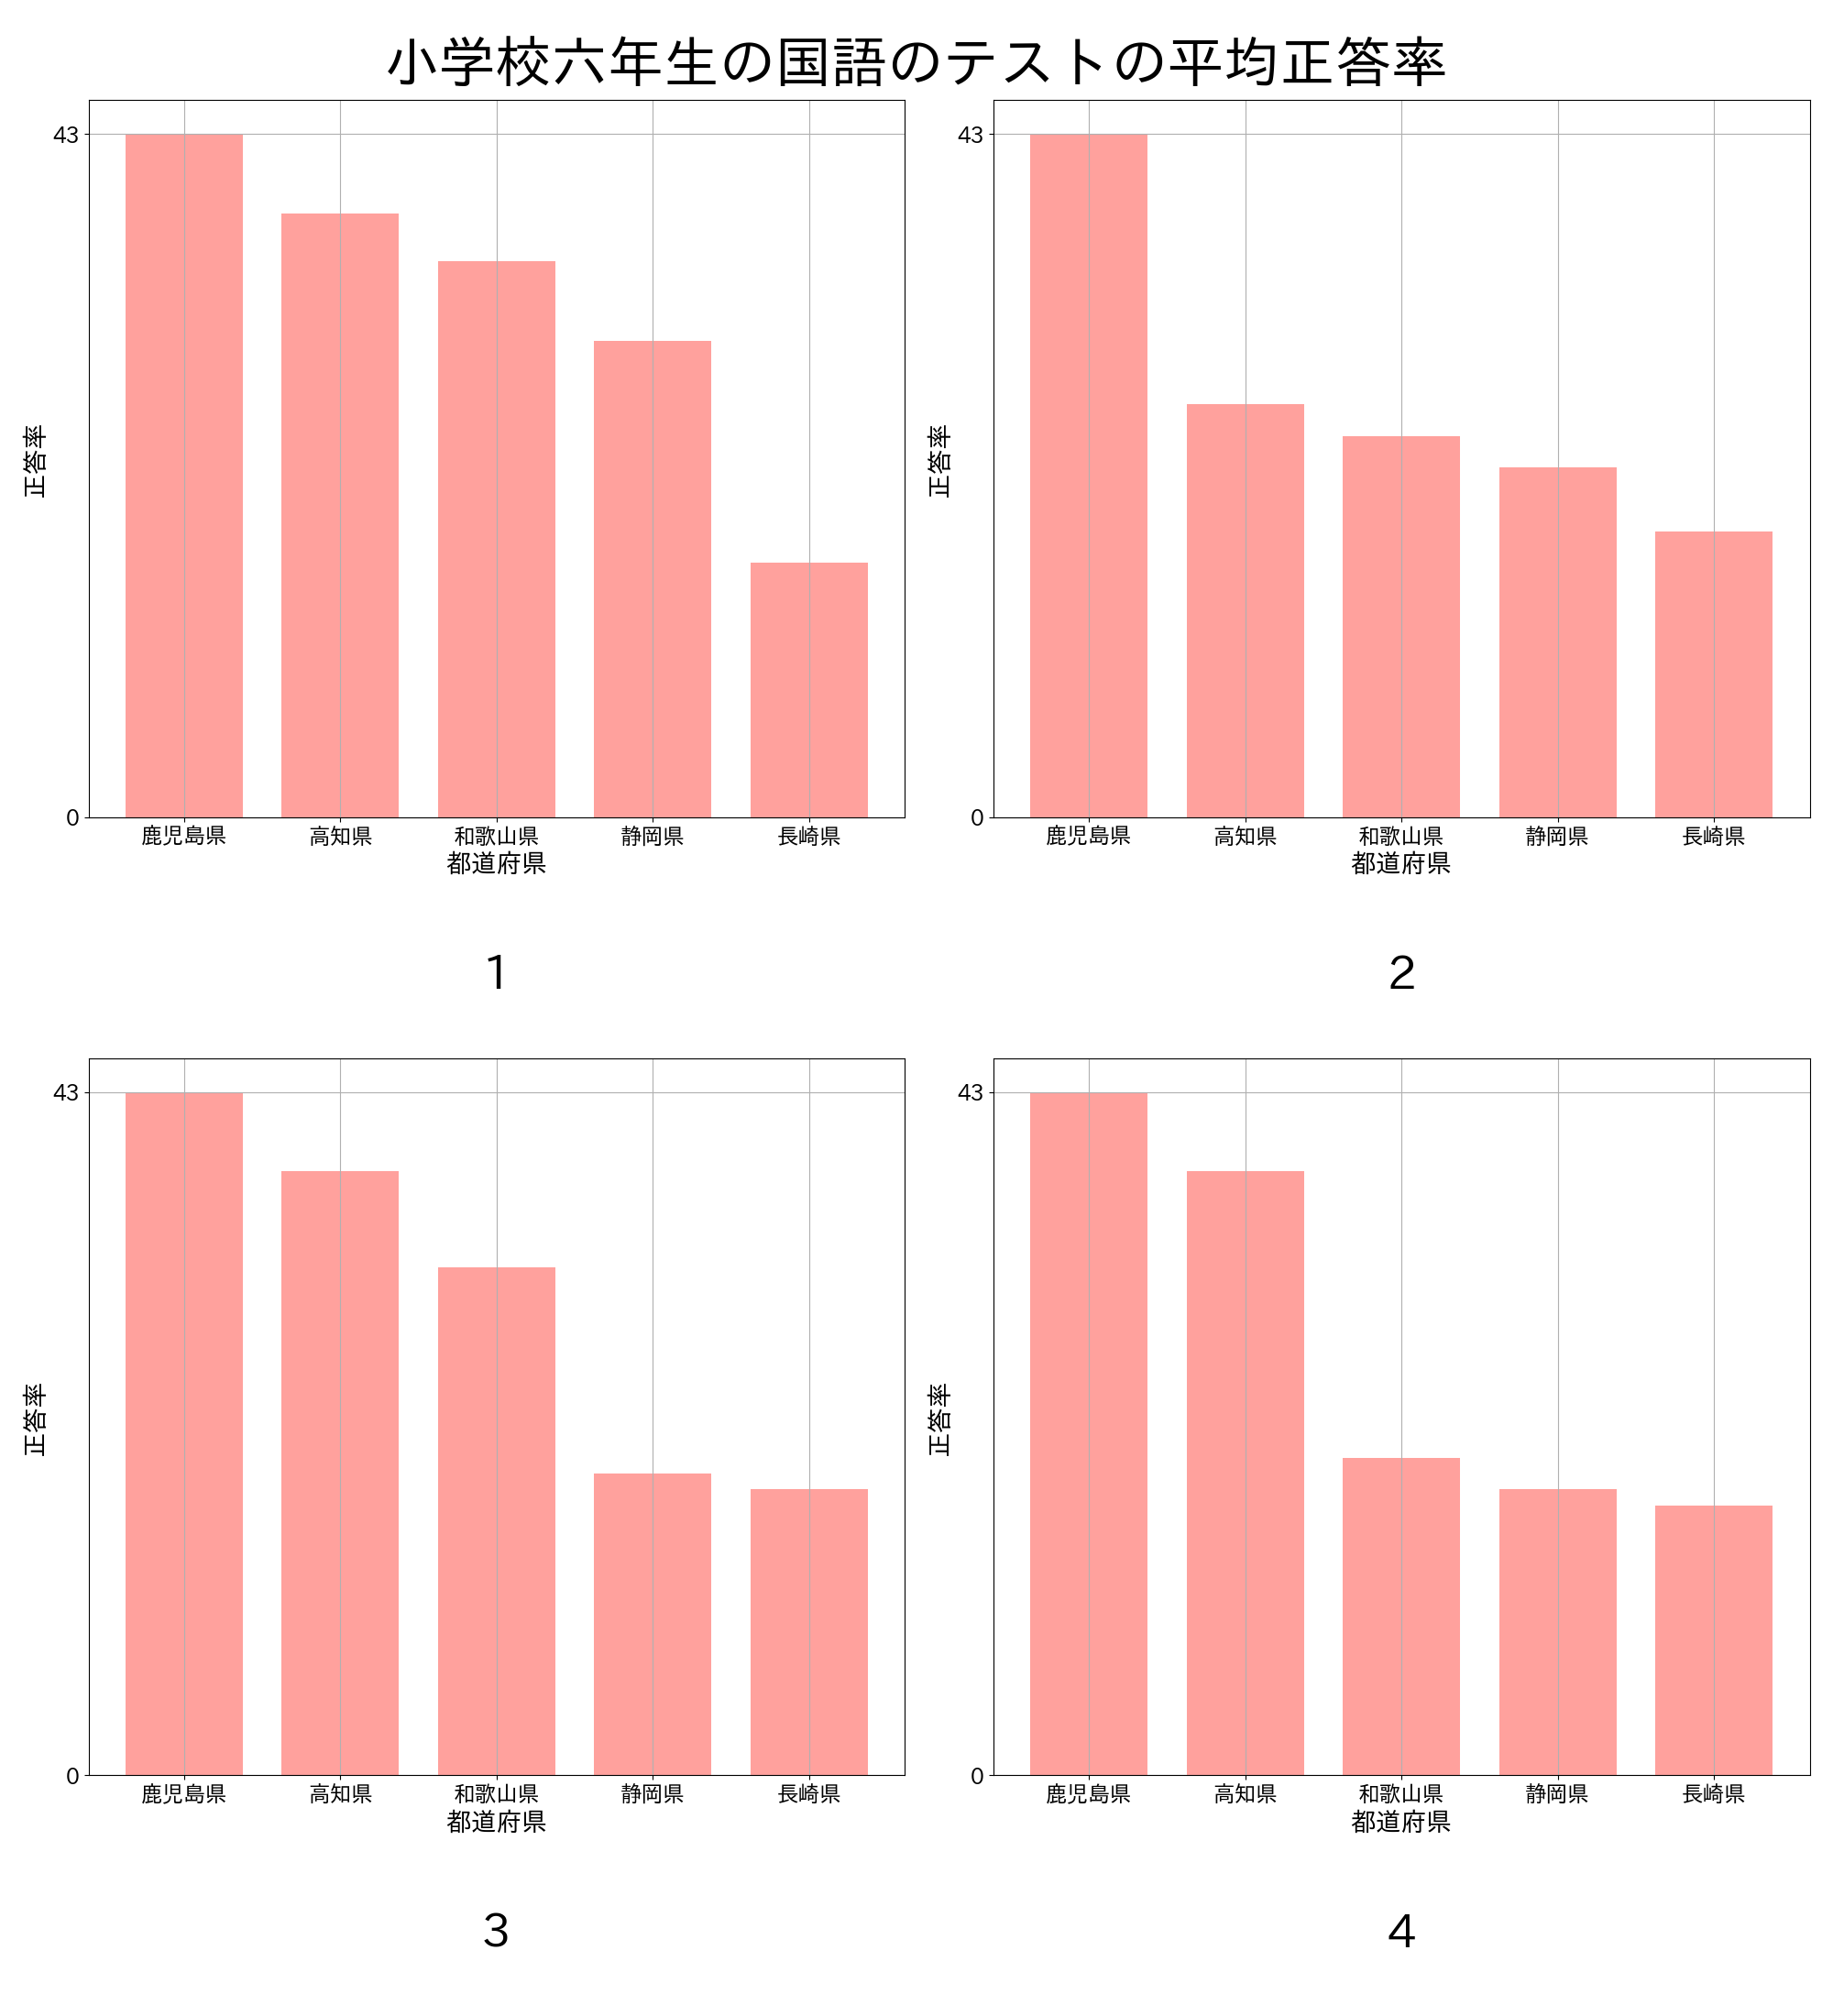 小学校六年生の国語のテストの平均正答率
43
0
正答率
鹿児島県 高知県 和歌山県 静岡県 長崎県
都道府県
1
43
0
正答率
鹿児島県 高知県 和歌山県 静岡県 長崎県
都道府県
2
43
0
正答率
鹿児島県 高知県 和歌山県 静岡県 長崎県
都道府県
3
43
0
正答率
鹿児島県 高知県 和歌山県 静岡県 長崎県
都道府県
4